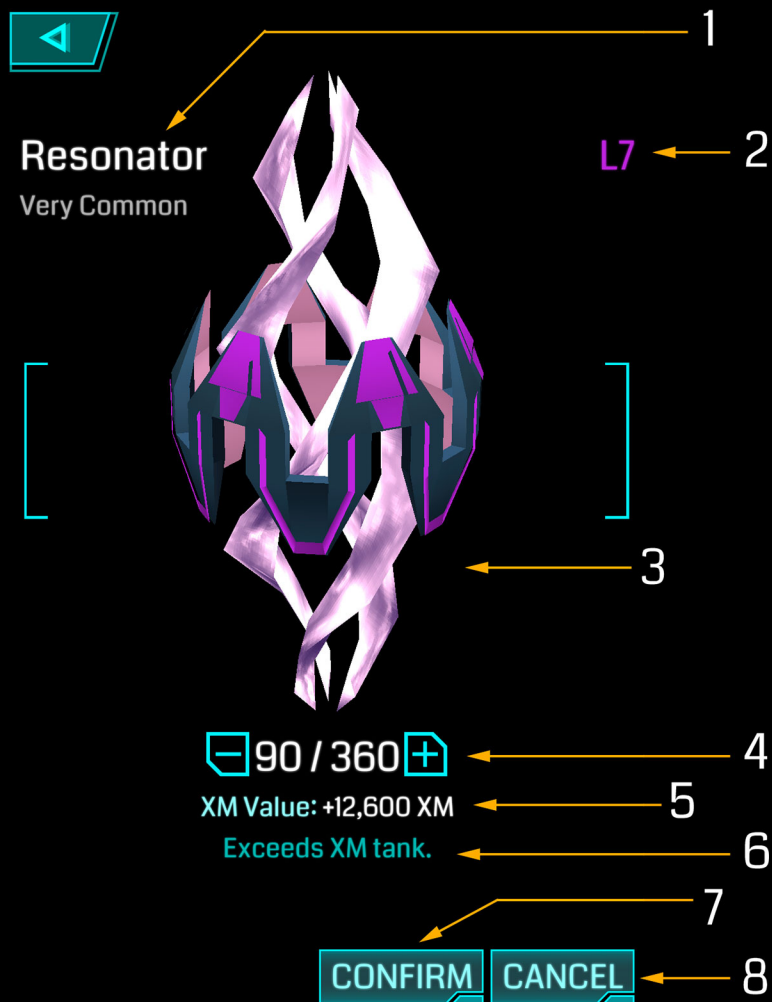 1
Resonator
L7
2
Very Common
3
90 / 360
4
XM Value: +12,600 XM
5
Exceeds XM tank.
6
7
CONFIRM
CANCEL
8